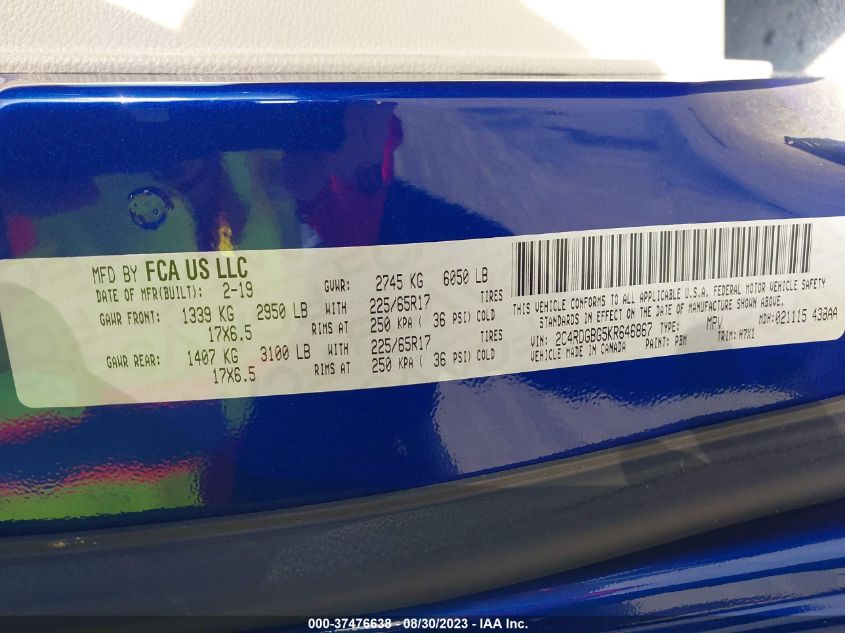 MFD BY FCA US LLC
DATE OF MFR(BUILT): 2-19
GVWR: 2745 KG 6050 LB
GAWR FRONT: 1339 KG 2950 LB WITH 225/65R17 TIRES
17X6.5 RIMS AT 250 KPA ( 36 PSI) COLD
GAWR REAR: 1407 KG 3100 LB WITH 225/65R17 TIRES
17X6.5 RIMS AT 250 KPA ( 36 PSI) COLD
THIS VEHICLE CONFORMS TO ALL APPLICABLE U.S.A. FEDERAL MOTOR VEHICLE SAFETY
STANDARDS IN EFFECT ON THE DATE OF MANUFACTURE SHOWN ABOVE.
VIN: 2C4RDGBG5KR646867 TYPE: MPV MDH: 021115 438AA
VEHICLE MADE IN CANADA PAINT: PBM TRIM: H7X1
000-37476638 - 08/30/2023 - IAA Inc.